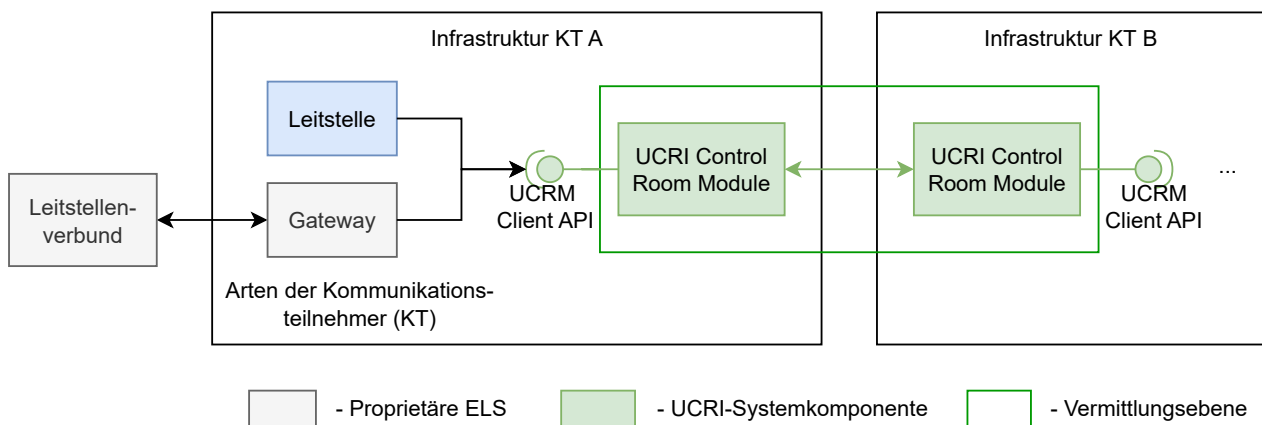 Infrastruktur KT A
Infrastruktur KT B
Leitstelle
UCRI Control
Room Module
UCRI Control
Room Module
...
Leitstellen-
verbund
Gateway
UCRM
Client API
UCRM
Client API
Arten der Kommunikations-
teilnehmer (KT)
- Proprietäre ELS
- UCRI-Systemkomponente
- Vermittlungsebene